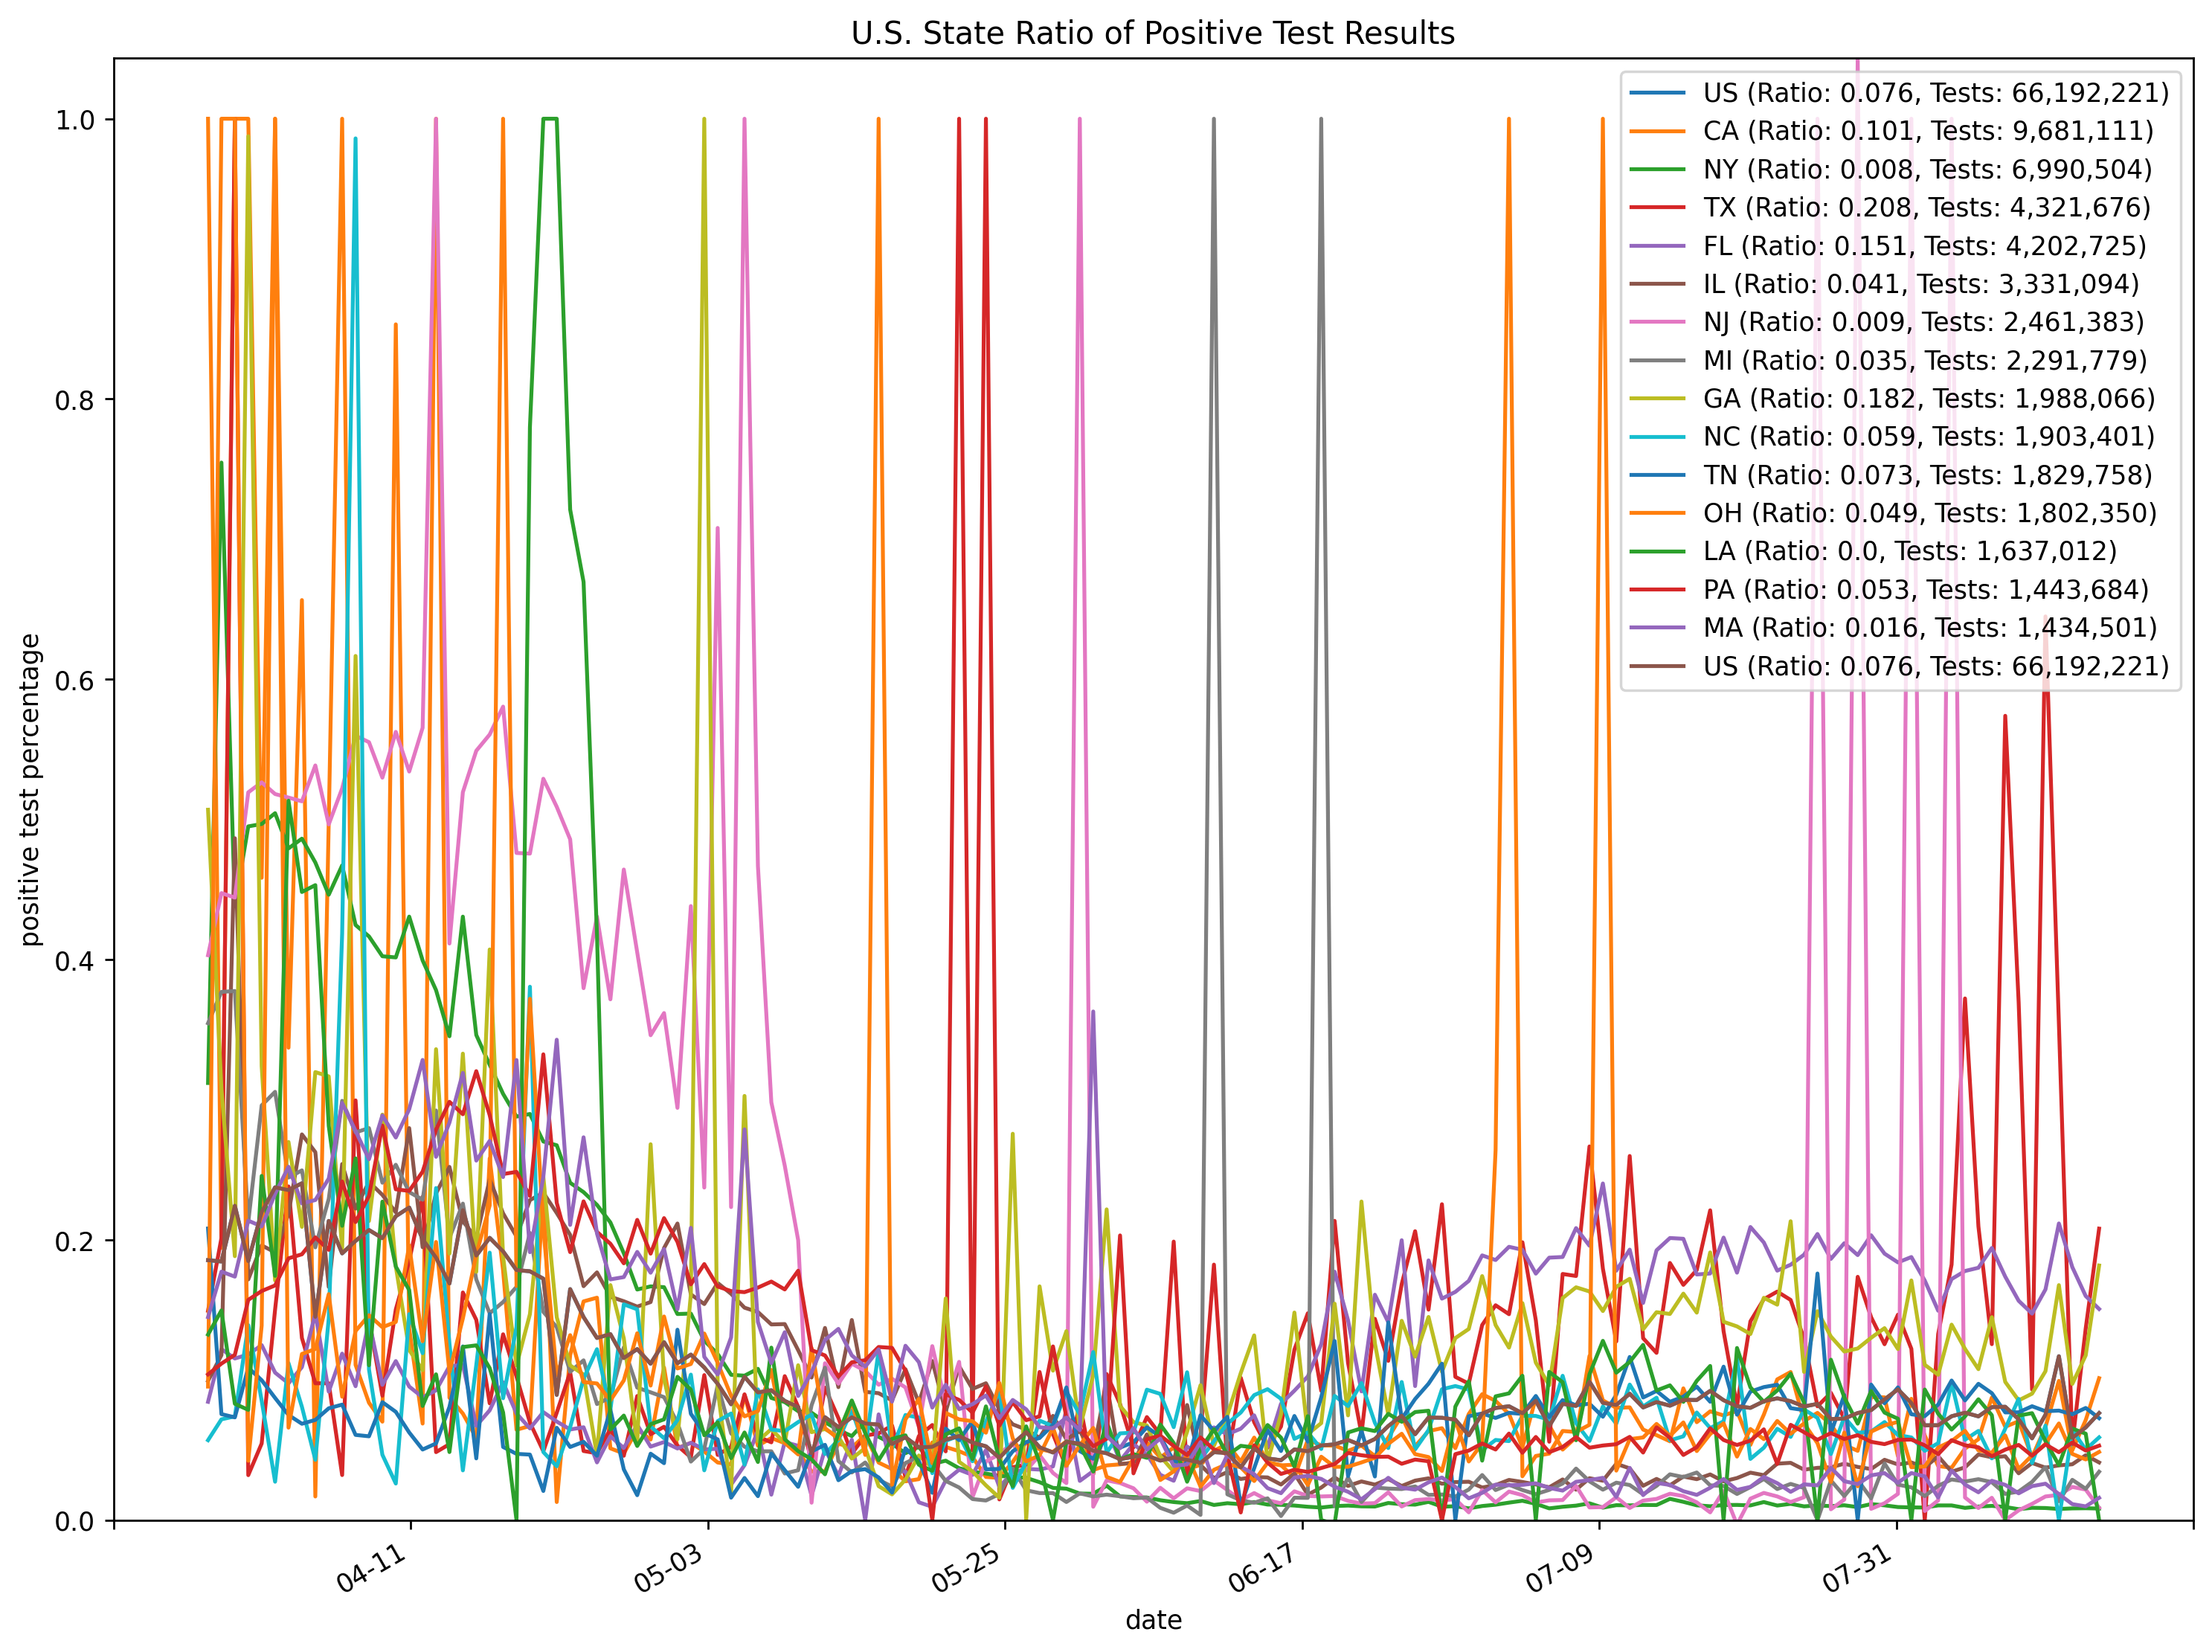 U.S. State Ratio of Positive Test Results
US (Ratio: 0.076, Tests: 66,192,221)
CA (Ratio: 0.101, Tests: 9,681,111)
NY (Ratio: 0.008, Tests: 6,990,504)
TX (Ratio: 0.208, Tests: 4,321,676)
FL (Ratio: 0.151, Tests: 4,202,725)
IL (Ratio: 0.041, Tests: 3,331,094)
NJ (Ratio: 0.009, Tests: 2,461,383)
MI (Ratio: 0.035, Tests: 2,291,779)
GA (Ratio: 0.182, Tests: 1,988,066)
NC (Ratio: 0.059, Tests: 1,903,401)
TN (Ratio: 0.073, Tests: 1,829,758)
OH (Ratio: 0.049, Tests: 1,802,350)
LA (Ratio: 0.0, Tests: 1,637,012)
PA (Ratio: 0.053, Tests: 1,443,684)
MA (Ratio: 0.016, Tests: 1,434,501)
US (Ratio: 0.076, Tests: 66,192,221)
positive test percentage
1.0
0.8
0.6
0.4
0.2
0.0
04-11
05-03
05-25
06-17
07-09
07-31
date